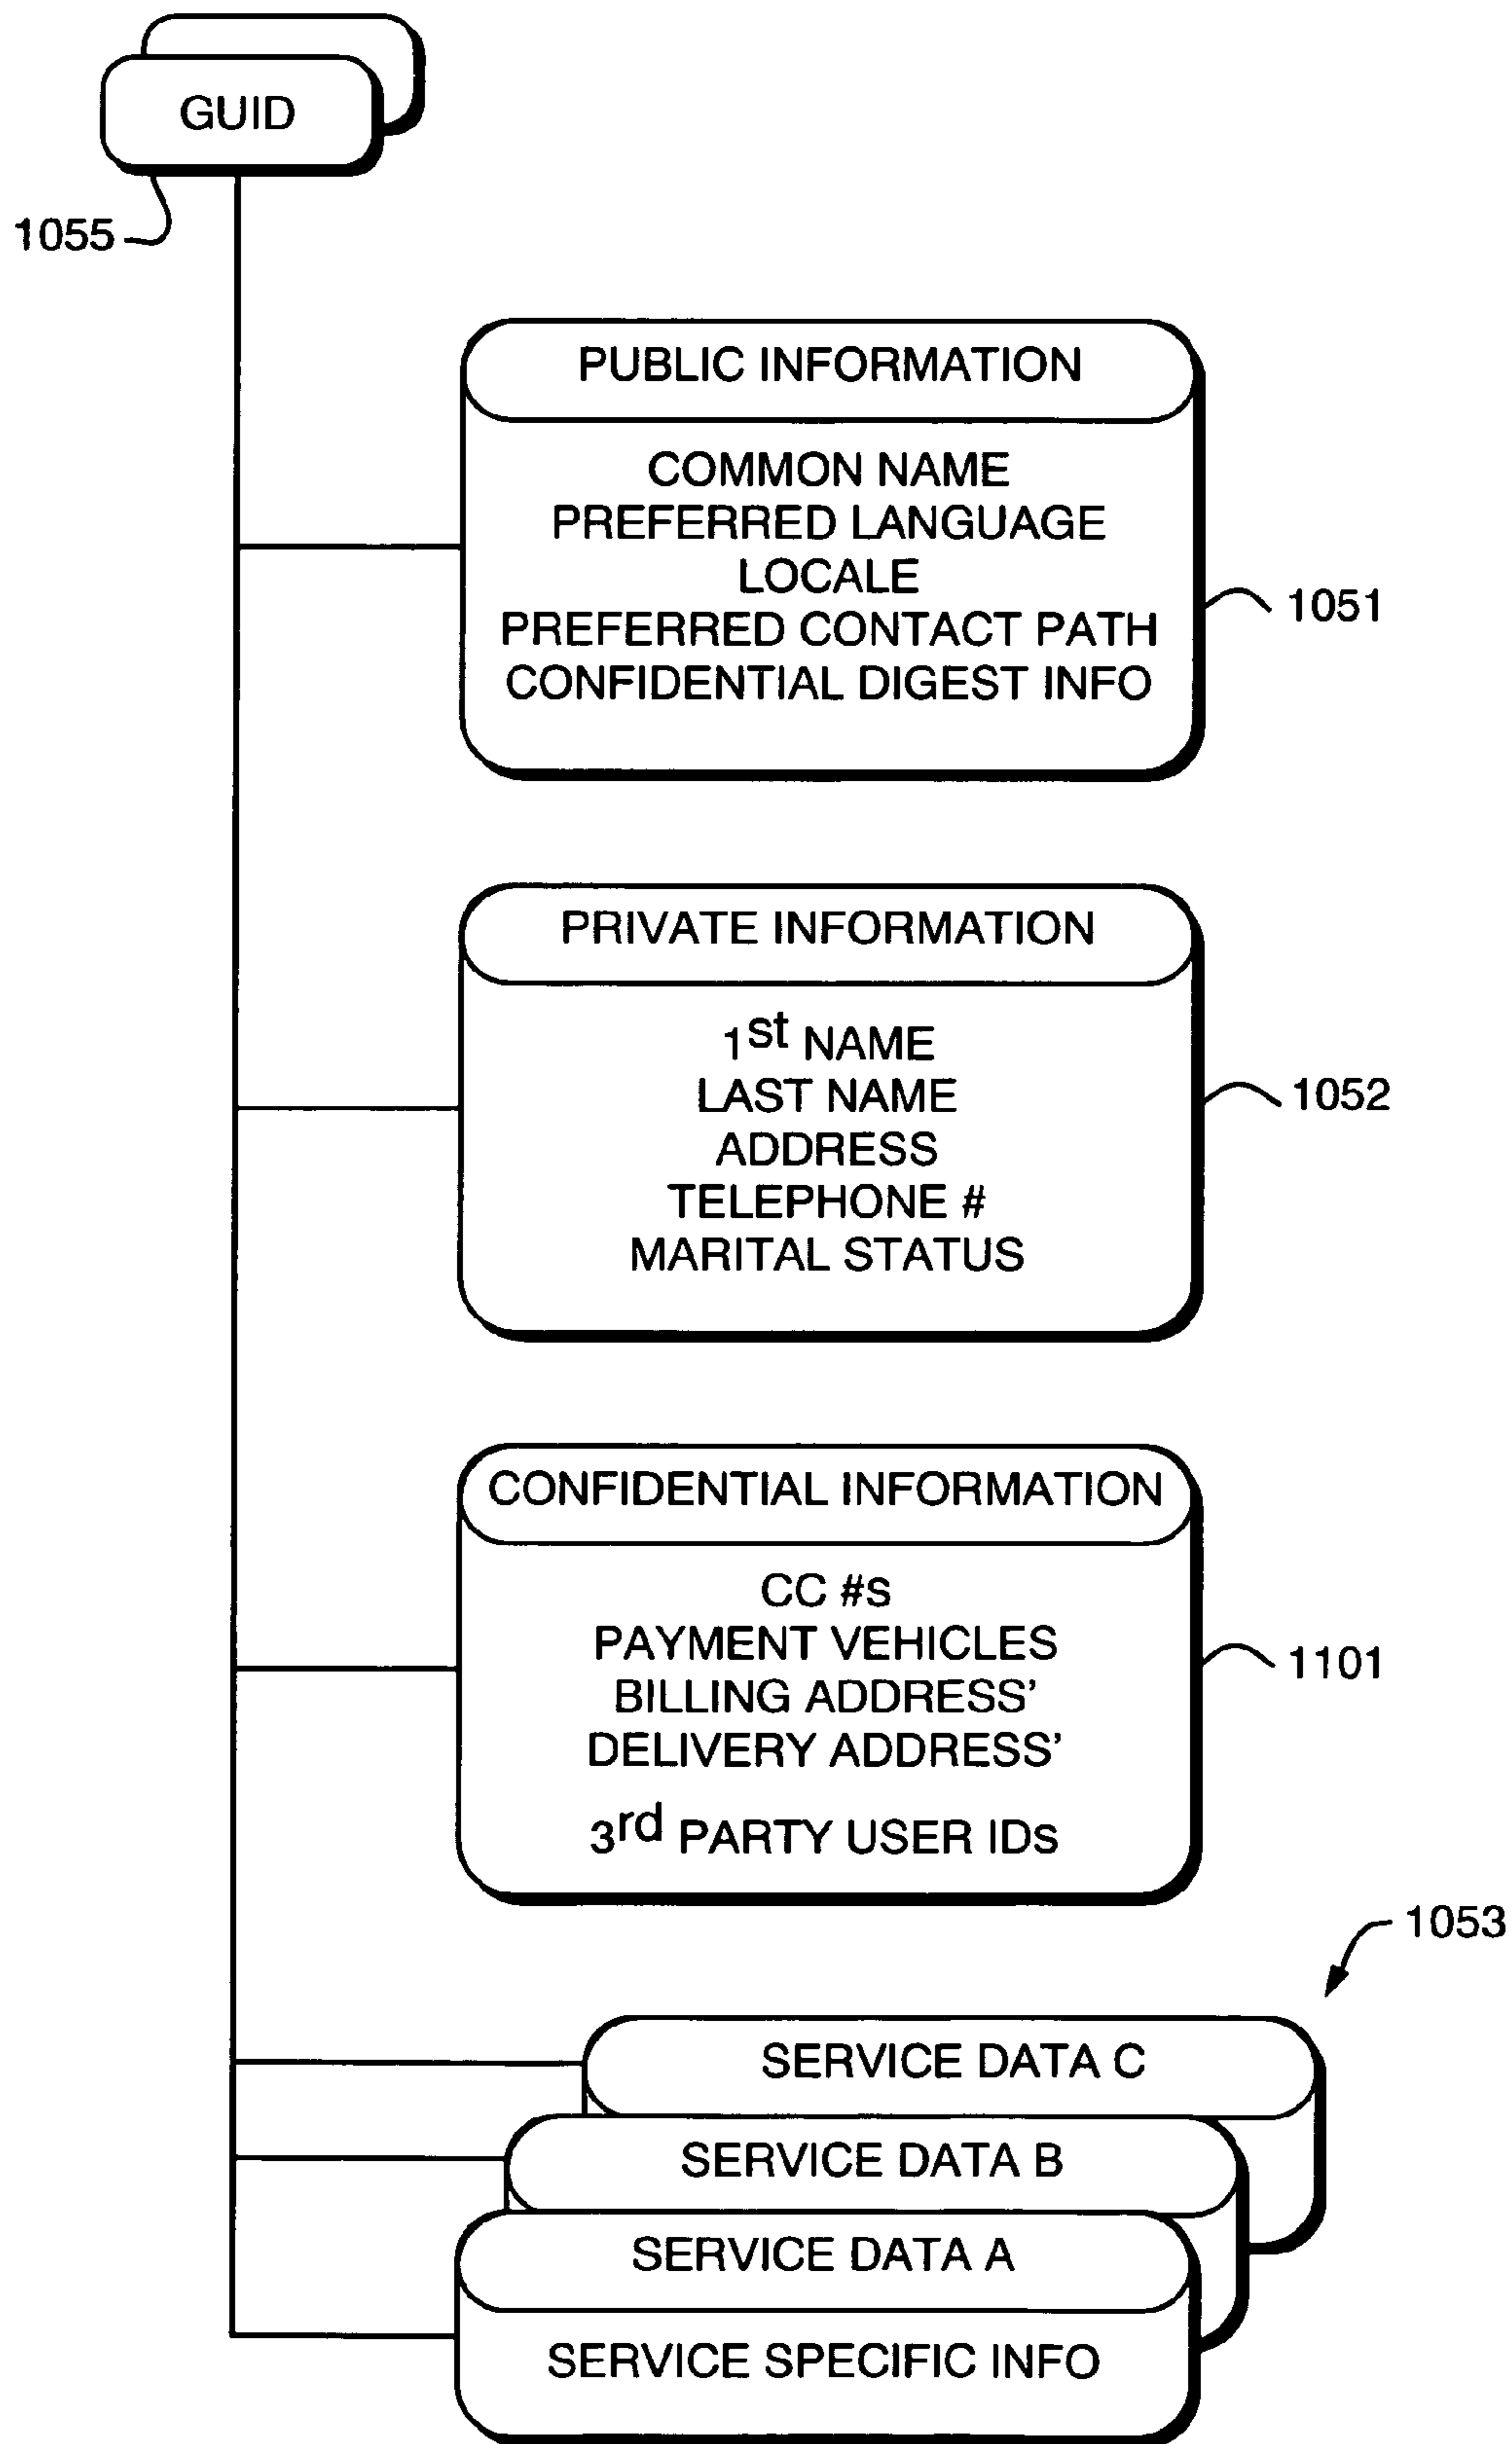 GUID
1055
PUBLIC INFORMATION
COMMON NAME
PREFERRED LANGUAGE
LOCALE
PREFERRED CONTACT PATH
CONFIDENTIAL DIGEST INFO
1051
PRIVATE INFORMATION
1st NAME
LAST NAME
ADDRESS
TELEPHONE #
MARITAL STATUS
1052
CONFIDENTIAL INFORMATION
CC #s
PAYMENT VEHICLES
BILLING ADDRESS'
DELIVERY ADDRESS'
3rd PARTY USER IDs
1101
1053
SERVICE DATA C
SERVICE DATA B
SERVICE DATA A
SERVICE SPECIFIC INFO